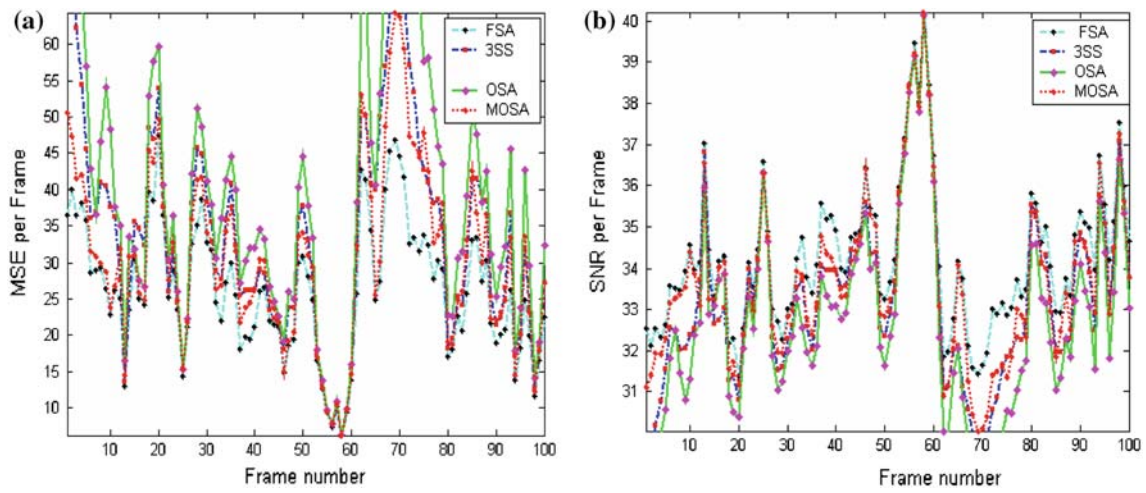 (a)
60
55
50
45
40
35
30
25
20
15
10
MSE per Frame
10 20 30 40 50 60 70 80 90 100
Frame number
FSA
3SS
OSA
MOSA
(b)
40
39
38
37
36
35
34
33
32
31
SNR per Frame
10 20 30 40 50 60 70 80 90 100
Frame number
FSA
3SS
OSA
MOSA